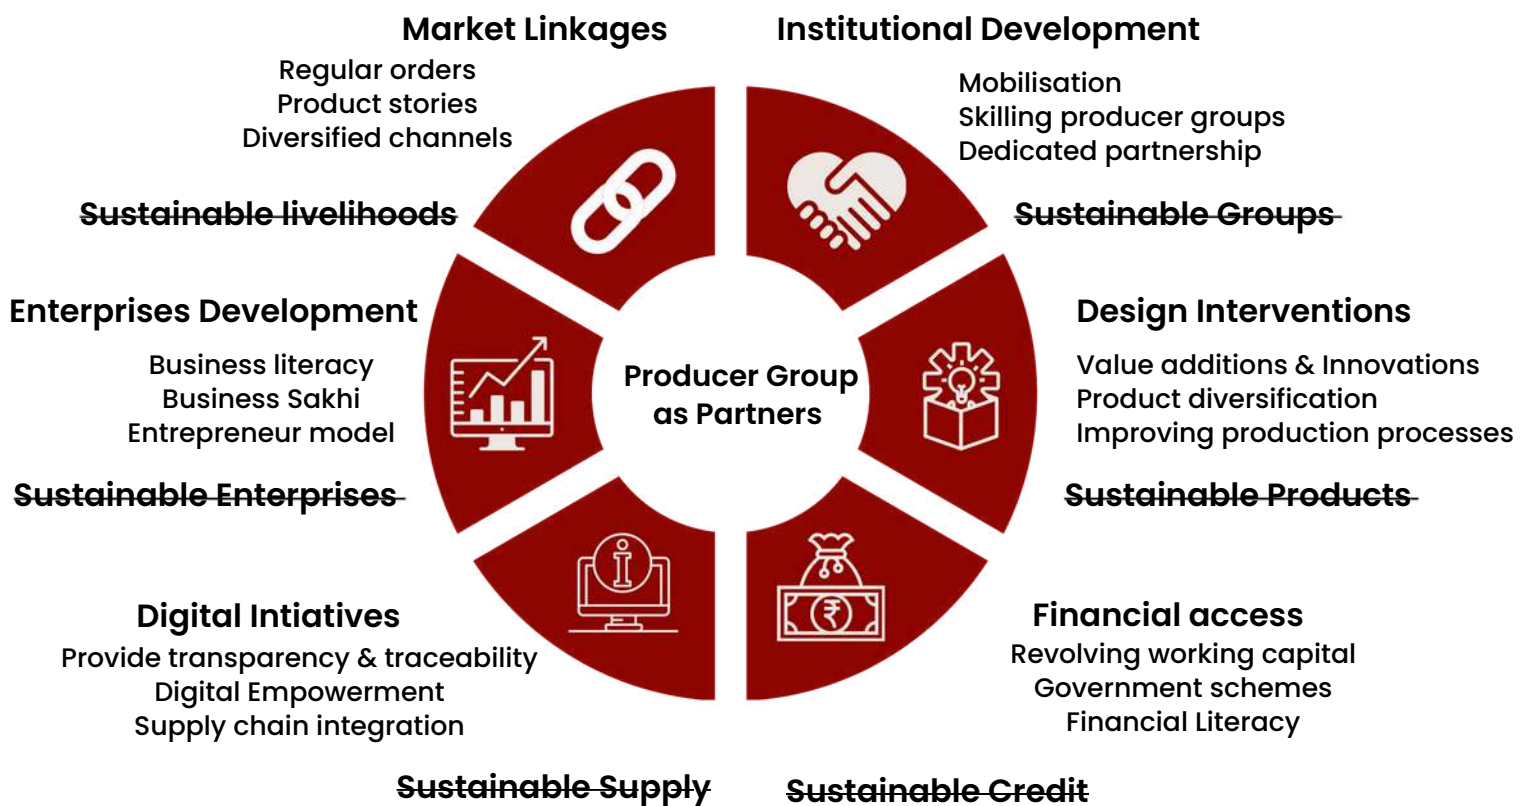 Market Linkages
Regular orders
Product stories
Diversified channels
Sustainable livelihoods
Institutional Development
Mobilisation
Skilling producer groups
Dedicated partnership
Sustainable Groups
Enterprises Development
Business literacy
Business Sakhi
Entrepreneur model
Sustainable Enterprises
Producer Group
as Partners
Design Interventions
Value additions & Innovations
Product diversification
Improving production processes
Sustainable Products
Digital Intiatives
Provide transparency & traceability
Digital Empowerment
Supply chain integration
Sustainable Supply
₹
Financial access
Revolving working capital
Government schemes
Financial Literacy
Sustainable Credit